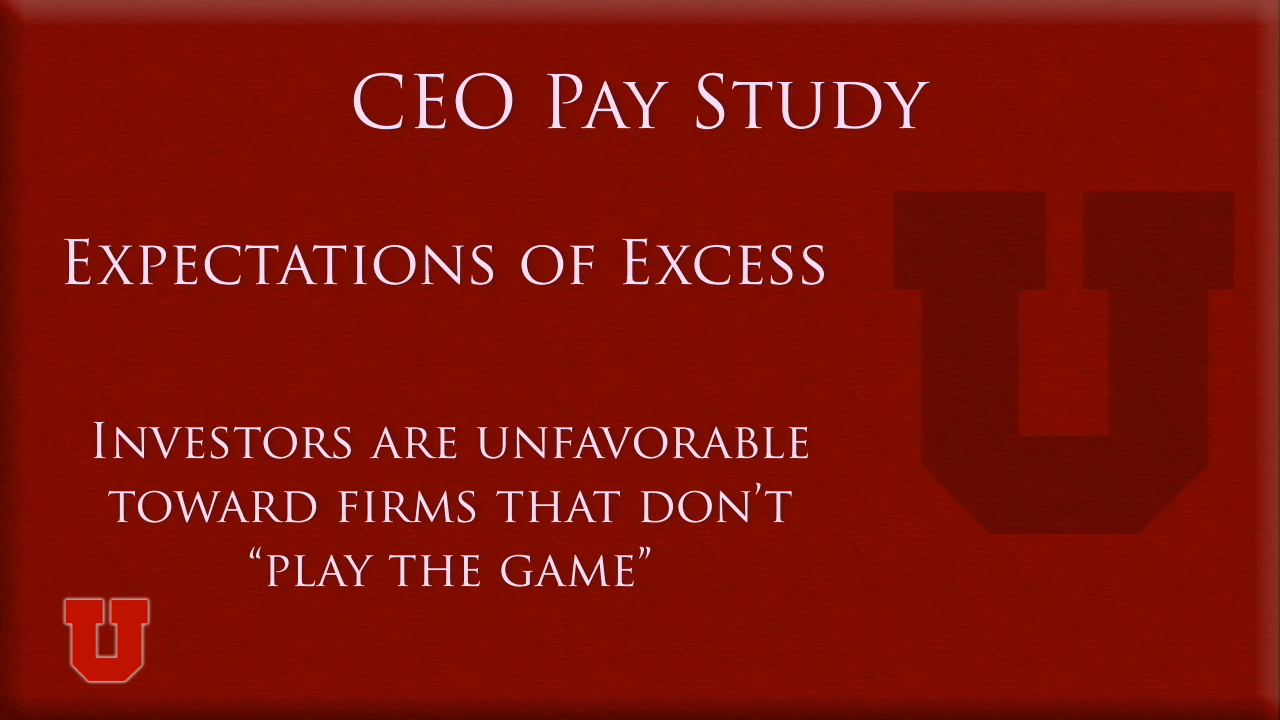 CEO Pay Study
Expectations of Excess
Investors are unfavorable
toward firms that don’t
“play the game”
U
U